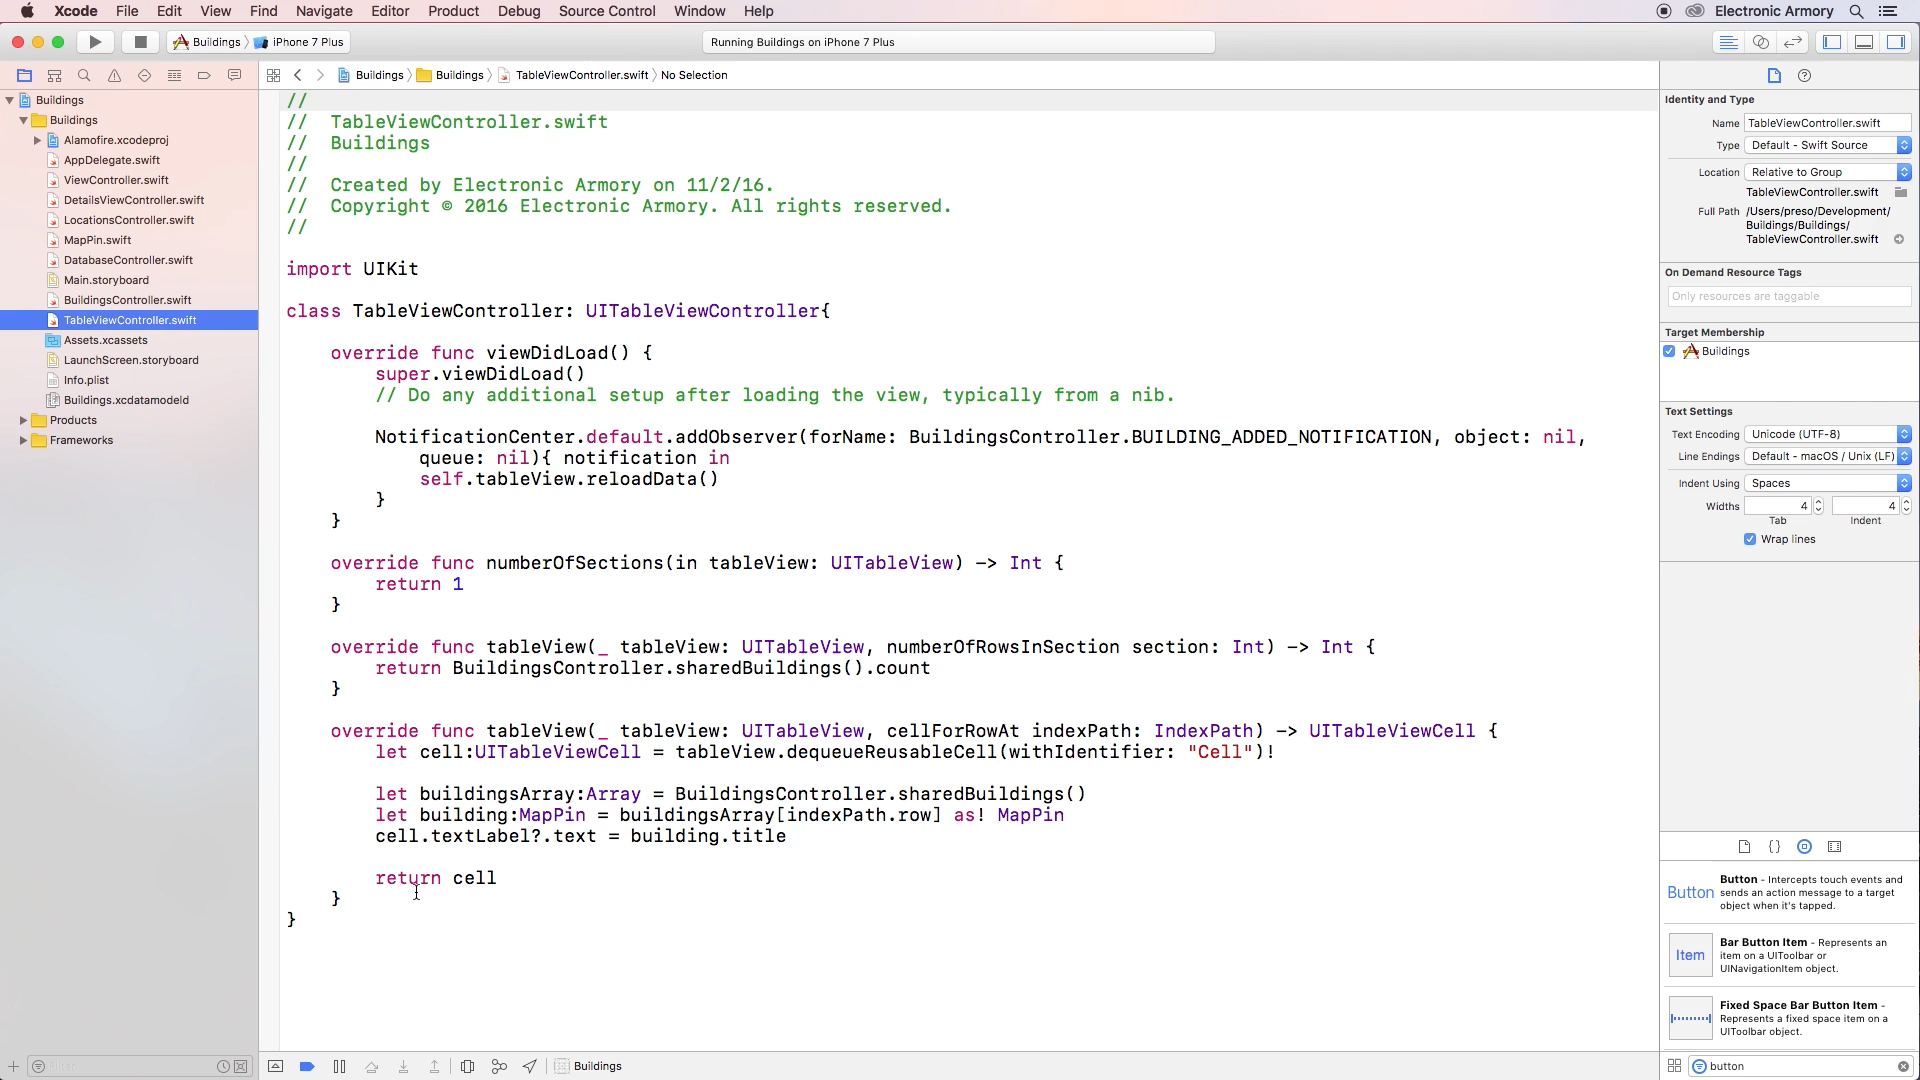 Xcode File Edit View Find Navigate Editor Product Debug Source Control Window Help Electronic Armory
Buildings iPhone 7 Plus Running Buildings on iPhone 7 Plus
Buildings Buildings TableViewController.swift No Selection
Buildings
Buildings
Alamofire.xcodeproj
AppDelegate.swift
ViewController.swift
DetailsViewController.swift
LocationsController.swift
MapPin.swift
DatabaseController.swift
Main.storyboard
BuildingsController.swift
TableViewController.swift
Assets.xcassets
LaunchScreen.storyboard
Info.plist
Buildings.xcdatamodeld
Products
Frameworks
//
// TableViewController.swift
// Buildings
//
// Created by Electronic Armory on 11/2/16.
// Copyright © 2016 Electronic Armory. All rights reserved.
//
import UIKit
class TableViewController: UITableViewController{
override func viewDidLoad() {
super.viewDidLoad()
// Do any additional setup after loading the view, typically from a nib.
NotificationCenter.default.addObserver(forName: BuildingsController.BUILDING_ADDED_NOTIFICATION, object: nil,
queue: nil){ notification in
self.tableView.reloadData()
}
}
override func numberOfSections(in tableView: UITableView) -> Int {
return 1
}
override func tableView(_ tableView: UITableView, numberOfRowsInSection section: Int) -> Int {
return BuildingsController.sharedBuildings().count
}
override func tableView(_ tableView: UITableView, cellForRowAt indexPath: IndexPath) -> UITableViewCell {
let cell:UITableViewCell = tableView.dequeueReusableCell(withIdentifier: "Cell")!
let buildingsArray:Array = BuildingsController.sharedBuildings()
let building:MapPin = buildingsArray[indexPath.row] as! MapPin
cell.textLabel?.text = building.title
return cell
}
}
Buildings
Identity and Type
Name TableViewController.swift
Type Default - Swift Source
Location Relative to Group
TableViewController.swift
Full Path /Users/preso/Development/
Buildings/Buildings/
TableViewController.swift
On Demand Resource Tags
Only resources are taggable
Target Membership
Buildings
Text Settings
Text Encoding Unicode (UTF-8)
Line Endings Default - macOS / Unix (LF)
Indent Using Spaces
Widths 4 4
Tab Indent
Wrap lines
{}
Button Button - Intercepts touch events and
sends an action message to a target
object when it's tapped.
Item Bar Button Item - Represents an
item on a UIToolbar or
UINavigationItem object.
Fixed Space Bar Button Item -
Represents a fixed space item on a
UIToolbar object.
button